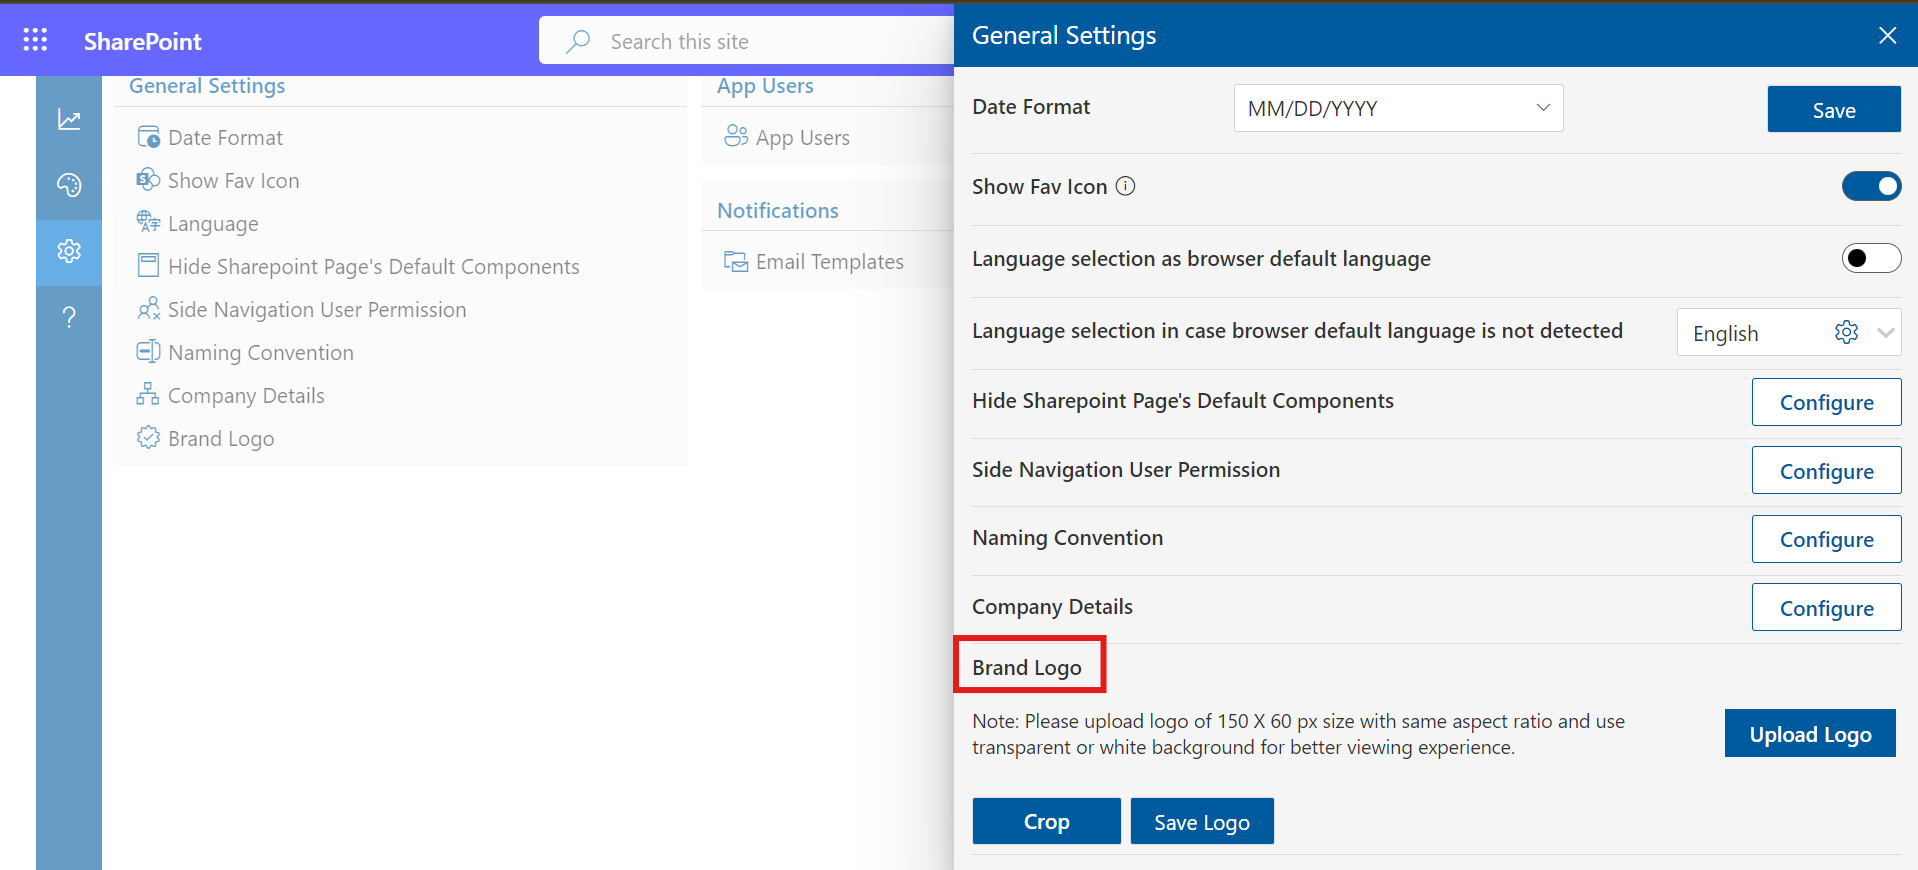 SharePoint
Search this site
General Settings
Date Format
Show Fav Icon
Language
Hide Sharepoint Page's Default Components
Side Navigation User Permission
Naming Convention
Company Details
Brand Logo
App Users
App Users
Notifications
Email Templates
General Settings
Date Format
MM/DD/YYYY
Save
Show Fav Icon
Language selection as browser default language
Language selection in case browser default language is not detected
English
Hide Sharepoint Page's Default Components
Configure
Side Navigation User Permission
Configure
Naming Convention
Configure
Company Details
Configure
Brand Logo
Note: Please upload logo of 150 X 60 px size with same aspect ratio and use
transparent or white background for better viewing experience.
Upload Logo
Crop
Save Logo